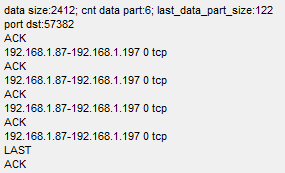 data size:2412; cnt data part:6; last_data_part_size:122
port dst:57382
ACK
192.168.1.87-192.168.1.197 0 tcp
ACK
192.168.1.87-192.168.1.197 0 tcp
ACK
192.168.1.87-192.168.1.197 0 tcp
ACK
192.168.1.87-192.168.1.197 0 tcp
LAST
ACK